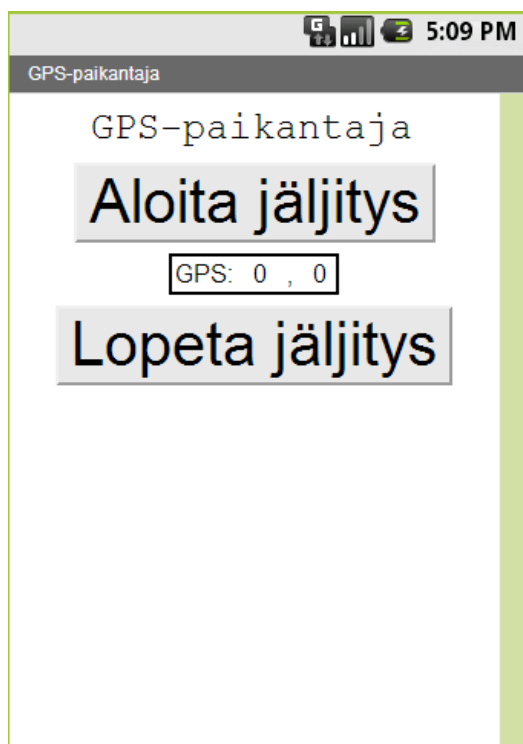 5:09 PM
GPS-paikantaja
GPS-paikantaja
Aloita jäljitys
GPS: 0 , 0
Lopeta jäljitys